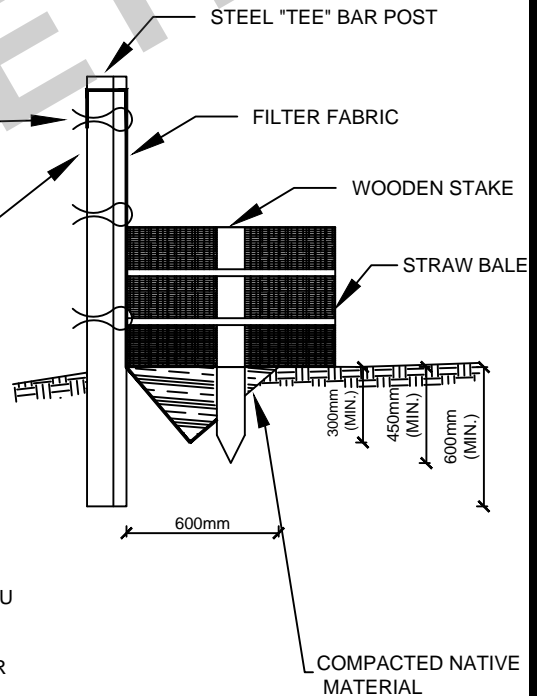 STEEL "TEE" BAR POST
FILTER FABRIC
WOODEN STAKE
STRAW BALE
300mm
(MIN.)
450mm
(MIN.)
600mm
(MIN.)
600mm
U
R
COMPACTED NATIVE
MATERIAL